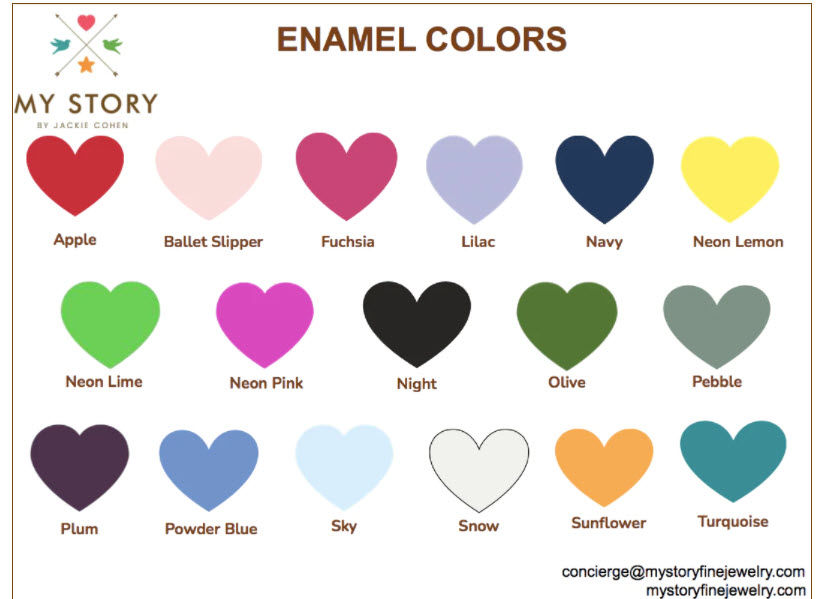 ENAMEL COLORS
MY STORY
BY JACKIE COHEN
Apple Ballet Slipper Fuchsia Lilac Navy Neon Lemon
Neon Lime Neon Pink Night Olive Pebble
Plum Powder Blue Sky Snow Sunflower Turquoise
concierge@mystoryfinejewelry.com
mystoryfinejewelry.com